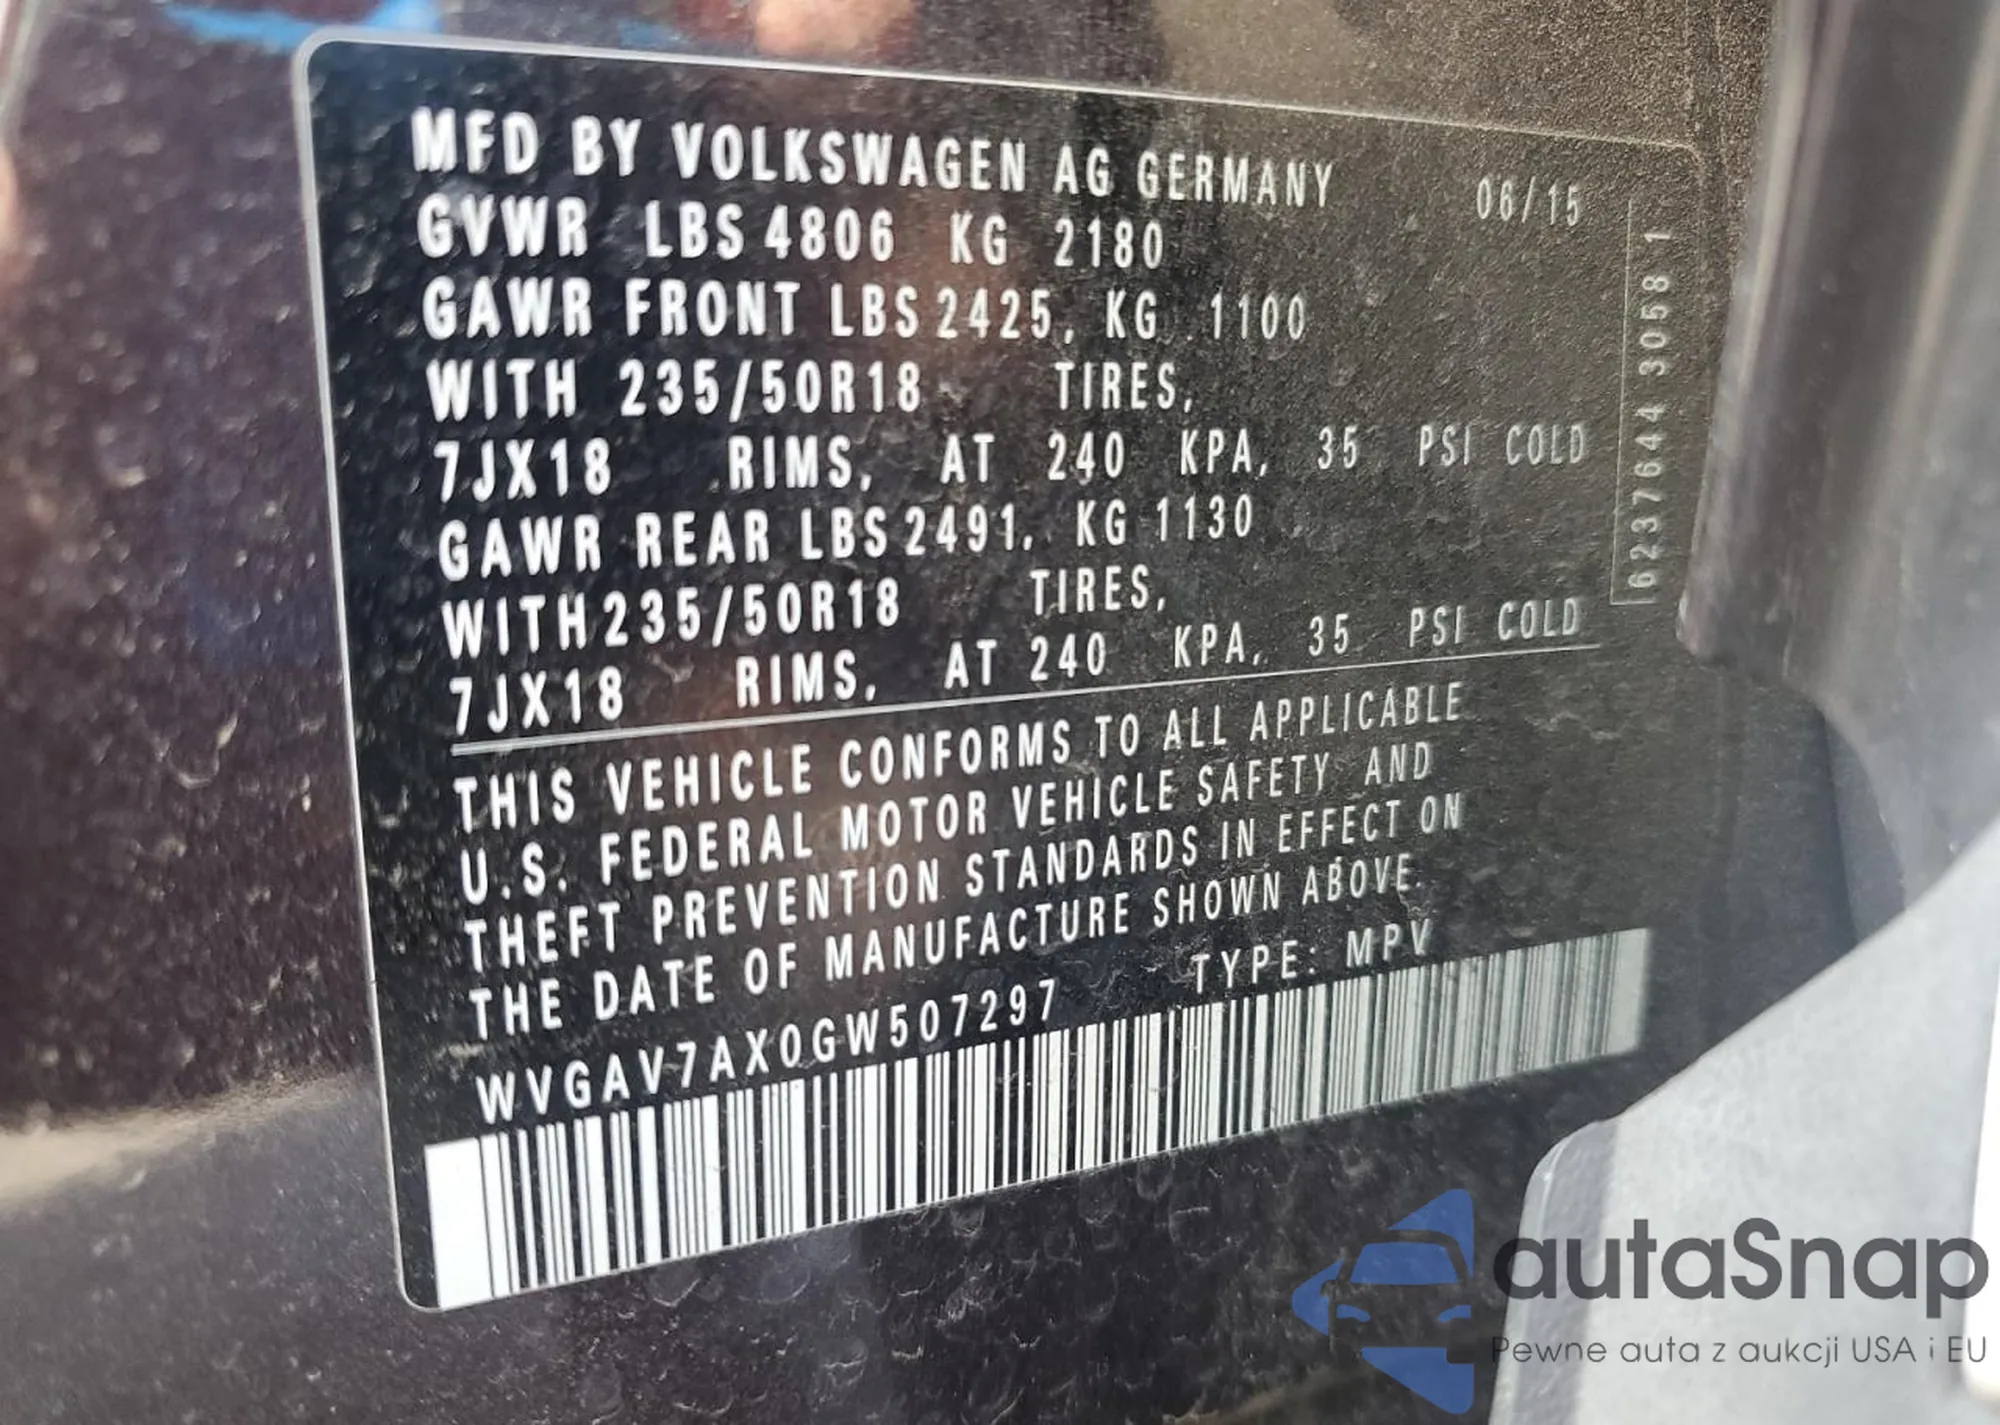 MFD BY VOLKSWAGEN AG GERMANY 06/15
GVWR LBS 4806 KG 2180
GAWR FRONT LBS 2425, KG 1100
WITH 235/50R18 TIRES,
7JX18 RIMS, AT 240 KPA, 35 PSI COLD
GAWR REAR LBS 2491, KG 1130
WITH 235/50R18 TIRES,
7JX18 RIMS, AT 240 KPA, 35 PSI COLD
THIS VEHICLE CONFORMS TO ALL APPLICABLE
U.S. FEDERAL MOTOR VEHICLE SAFETY AND
THEFT PREVENTION STANDARDS IN EFFECT ON
THE DATE OF MANUFACTURE SHOWN ABOVE.
WVGAV7AX0GW507297 TYPE: MPV
6237644 3058 1
autaSnap
Pewne auta z aukcji USA i EU